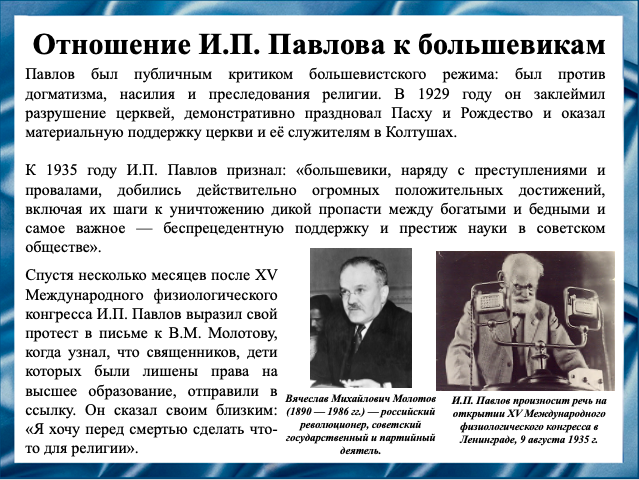 Отношение И.П. Павлова к большевикам
Павлов был публичным критиком большевистского режима: был против
догматизма, насилия и преследования религии. В 1929 году он заклеймил
разрушение церквей, демонстративно праздновал Пасху и Рождество и оказал
материальную поддержку церкви и её служителям в Колтушах.
К 1935 году И.П. Павлов признал: «большевики, наряду с преступлениями и
провалами, добились действительно огромных положительных достижений,
включая их шаги к уничтожению дикой пропасти между богатыми и бедными и
самое важное — беспрецедентную поддержку и престиж науки в советском
обществе».
Спустя несколько месяцев после XV
Международного физиологического
конгресса И.П. Павлов выразил свой
протест в письме к В.М. Молотову,
когда узнал, что священников, дети
которых были лишены права на
высшее образование, отправили в
ссылку. Он сказал своим близким:
«Я хочу перед смертью сделать что-
то для религии».
Вячеслав Михайлович Молотов
(1890 — 1986 гг.) — российский
революционер, советский
государственный и партийный
деятель.
И.П. Павлов произносит речь на
открытии XV Международного
физиологического конгресса в
Ленинграде, 9 августа 1935 г.